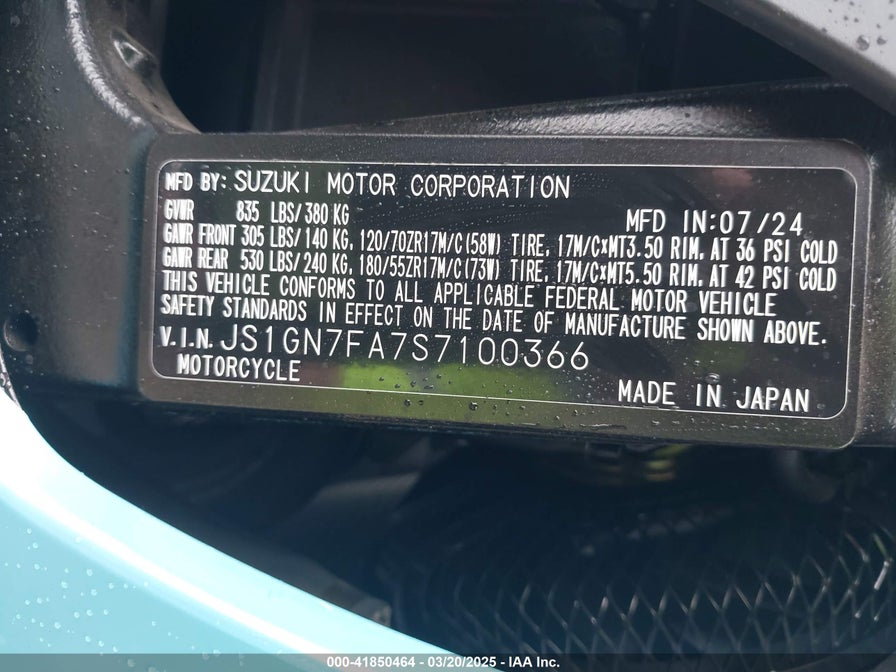 MFD BY: SUZUKI MOTOR CORPORATION
GVWR 835 LBS/380 KG MFD IN:07/24
GAWR FRONT 305 LBS/140 KG, 120/70ZR17M/C(58W) TIRE, 17M/C×MT3.50 RIM, AT 36 PSI COLD
GAWR REAR 530 LBS/240 KG, 180/55ZR17M/C(73W) TIRE, 17M/C×MT5.50 RIM, AT 42 PSI COLD
THIS VEHICLE CONFORMS TO ALL APPLICABLE FEDERAL MOTOR VEHICLE
SAFETY STANDARDS IN EFFECT ON THE DATE OF MANUFACTURE SHOWN ABOVE.
V.I.N. JS1GN7FA7S7100366
MOTORCYCLE
MADE IN JAPAN
000-41850464 - 03/20/2025 - IAA Inc.